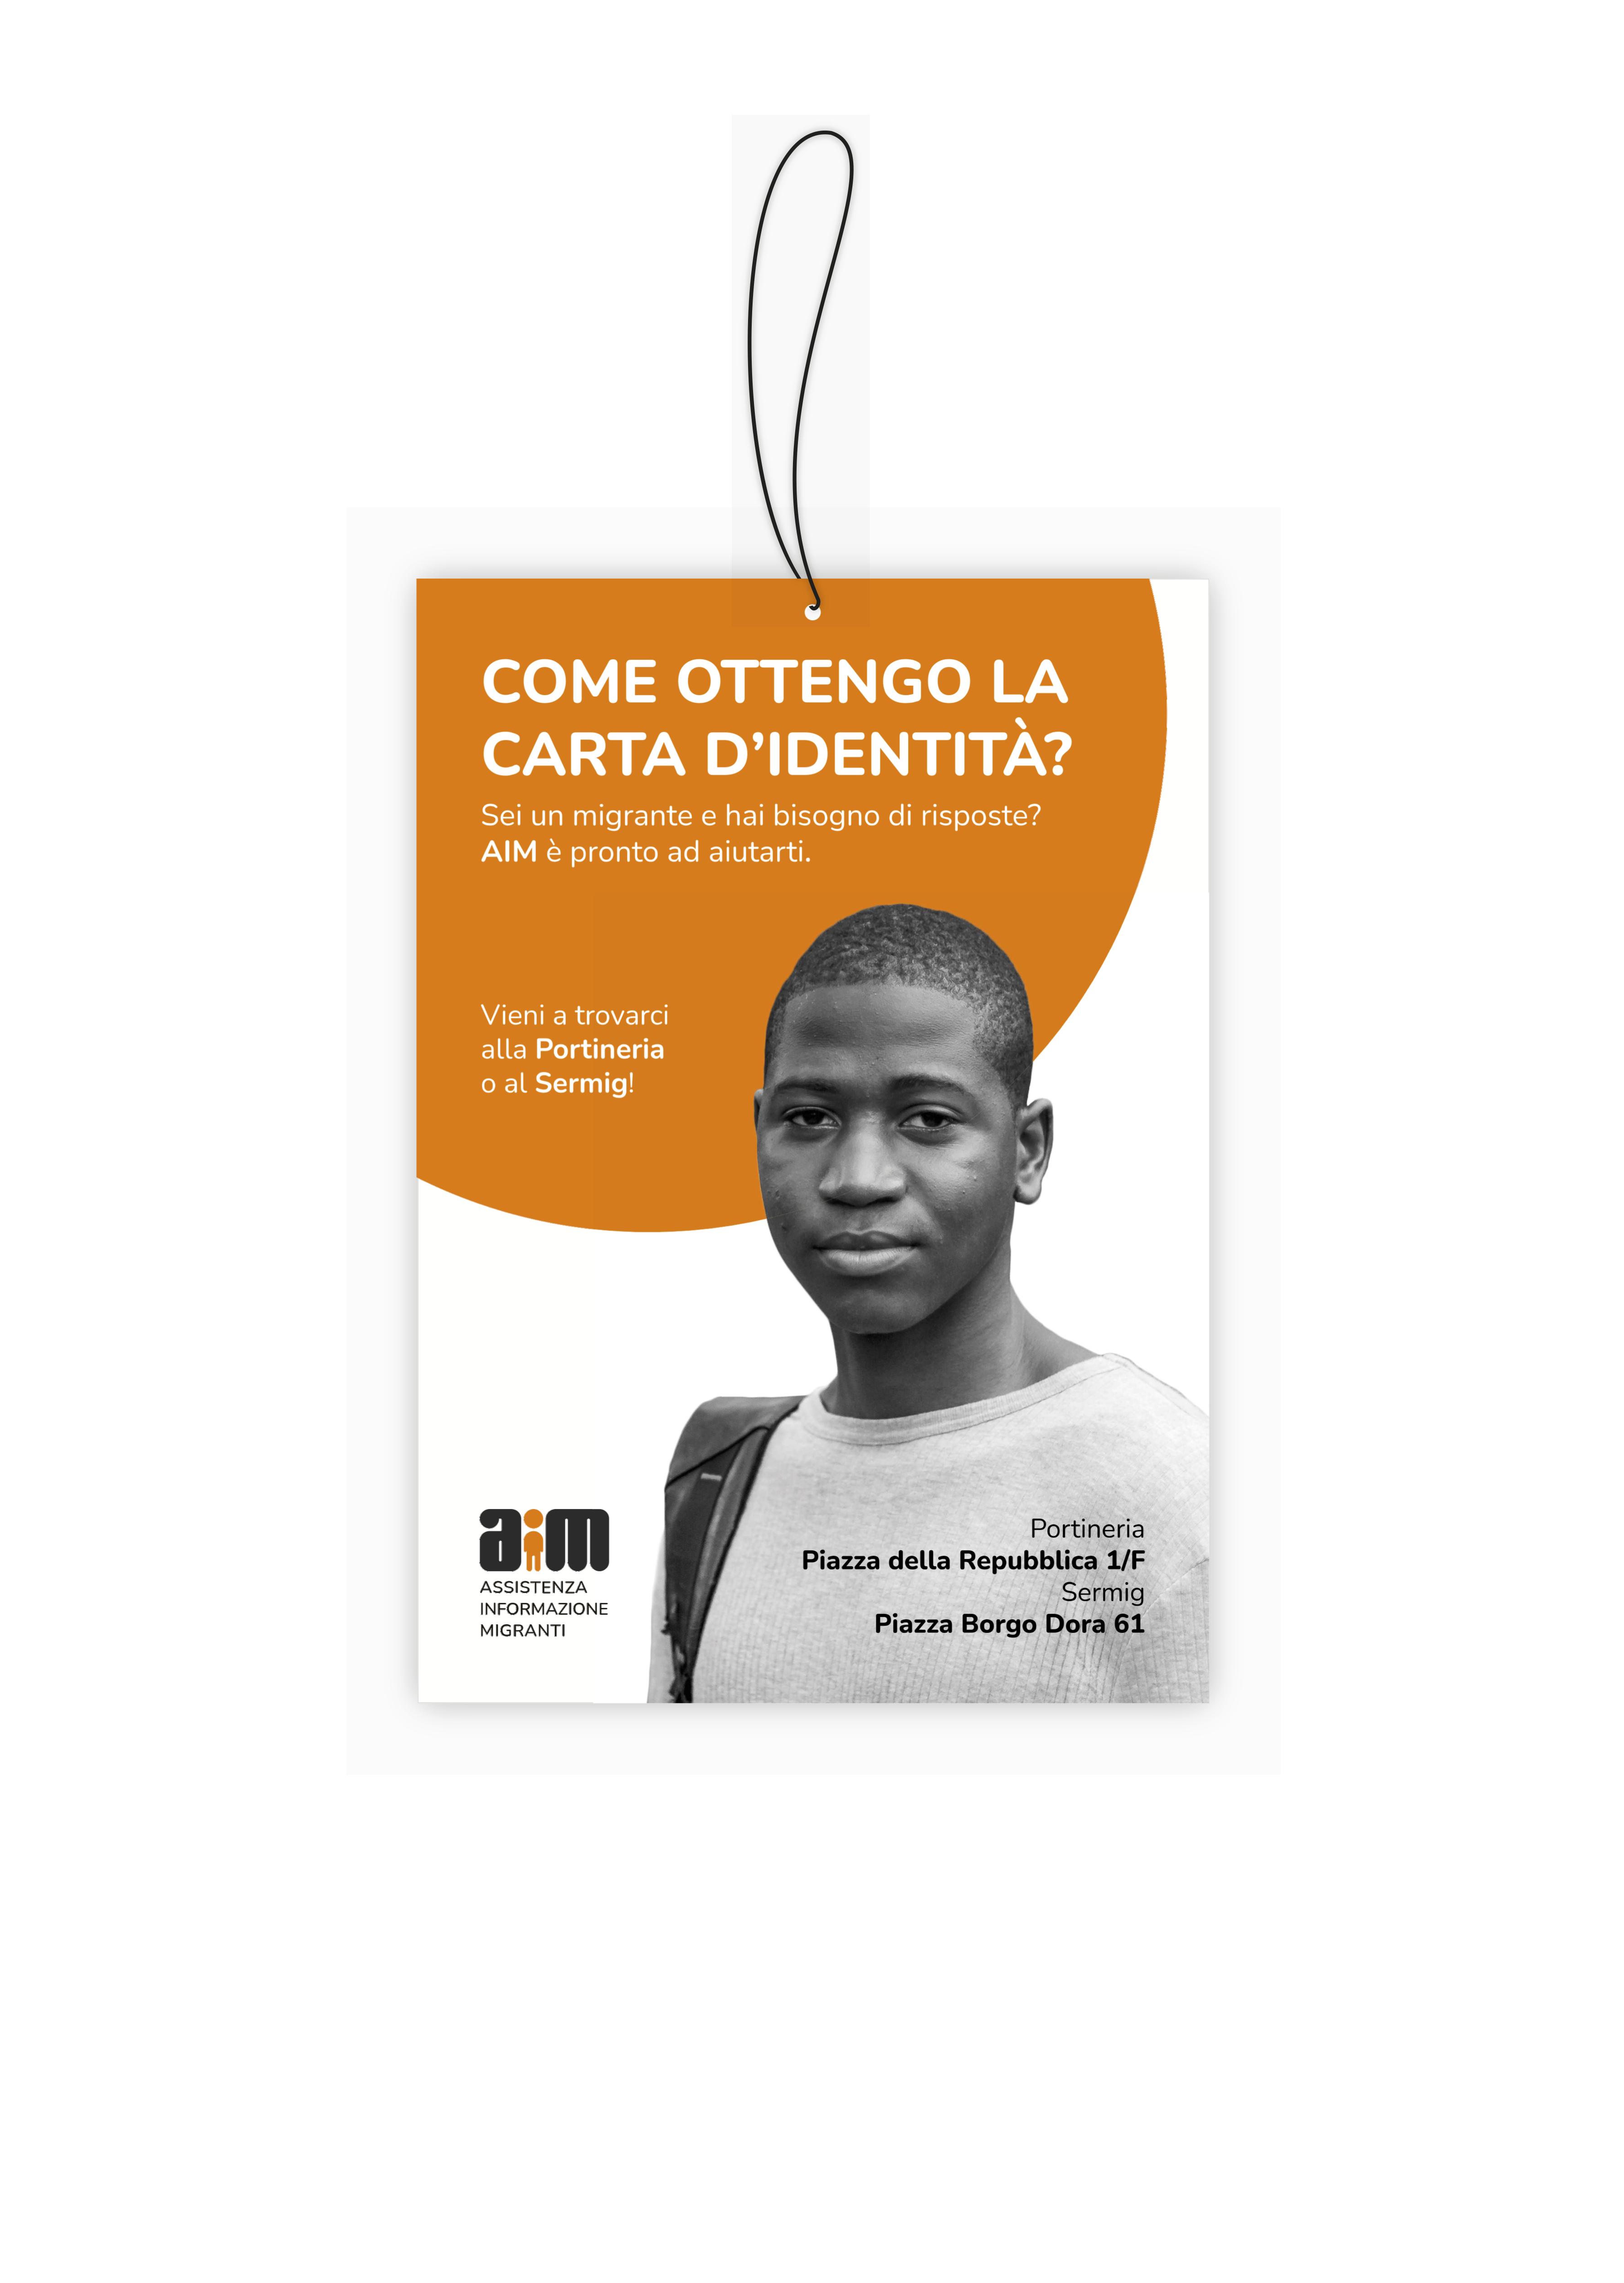 COME OTTENGO LA
CARTA D’IDENTITÀ?
Sei un migrante e hai bisogno di risposte?
AIM è pronto ad aiutarti.
Vieni a trovarci
alla Portineria
o al Sermig!
aim
ASSISTENZA
INFORMAZIONE
MIGRANTI
Portineria
Piazza della Repubblica 1/F
Sermig
Piazza Borgo Dora 61